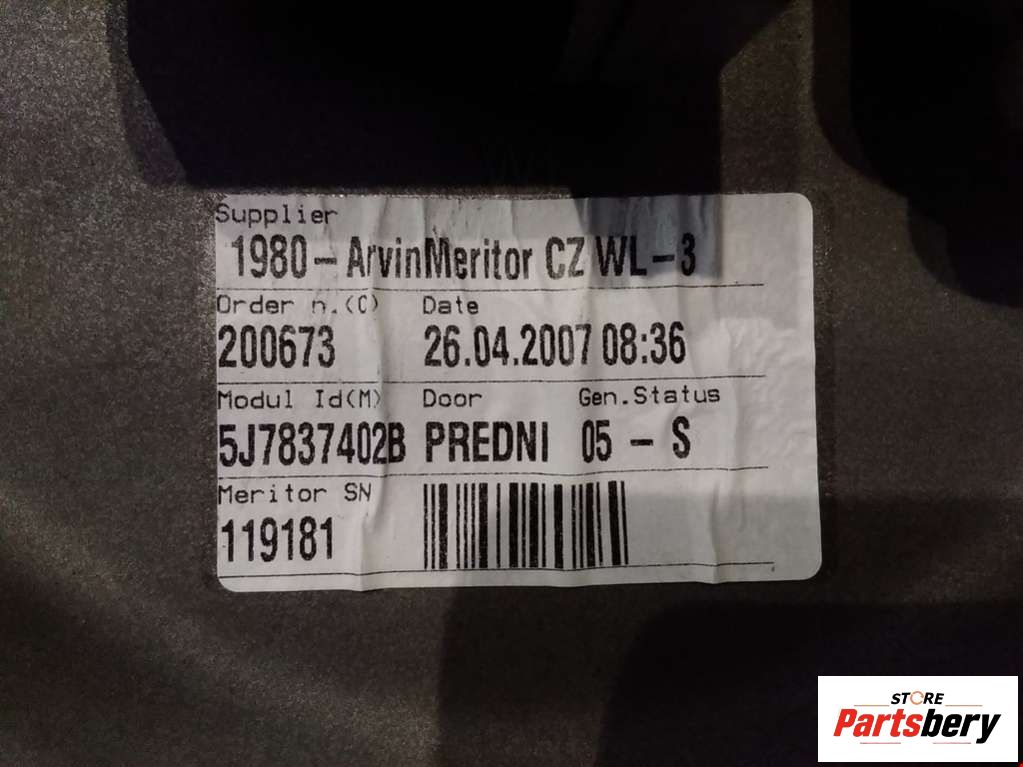 Supplier
1980- ArvinMeritor CZ WL-3
Order n.(C) Date
200673 26.04.2007 08:36
Modul Id(M) Door Gen.Status
5J7837402B PREDNI 05 - S
Meritor SN
119181
STORE
Partsbery